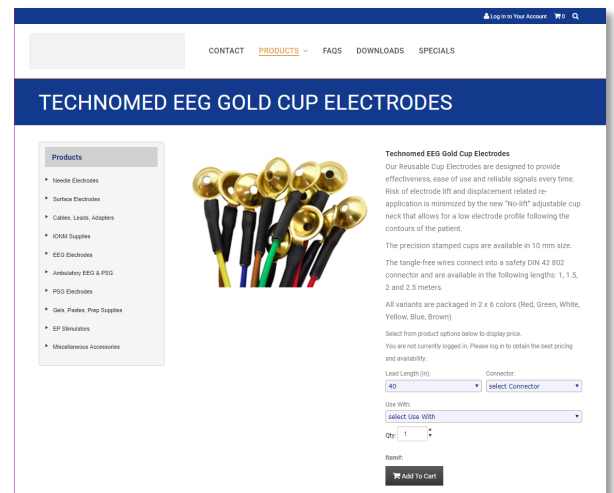 Log in to Your Account 0
CONTACT PRODUCTS FAQS DOWNLOADS SPECIALS
TECHNOMED EEG GOLD CUP ELECTRODES
Products
Needle Electrodes
Surface Electrodes
Cables, Leads, Adapters
IONM Supplies
EEG Electrodes
Ambulatory EEG & PSG
PSG Electrodes
Gels, Pastes, Prep Supplies
EP Stimulators
Miscellaneous Accessories
Technomed EEG Gold Cup Electrodes
Our Reusable Cup Electrodes are designed to provide
effectiveness, ease of use and reliable signals every time.
Risk of electrode lift and displacement related re-
application is minimized by the new "No-lift" adjustable cup
neck that allows for a low electrode profile following the
contours of the patient.
The precision stamped cups are available in 10 mm size.
The tangle-free wires connect into a safety DIN 42 802
connector and are available in the following lengths: 1, 1.5,
2 and 2.5 meters.
All variants are packaged in 2 x 6 colors (Red, Green, White,
Yellow, Blue, Brown)
Select from product options below to display price.
You are not currently logged in. Please log in to obtain the best pricing
and availability.
Lead Length (in): Connector:
40 select Connector
Use With:
select Use With
Qty: 1
Item#:
Add To Cart